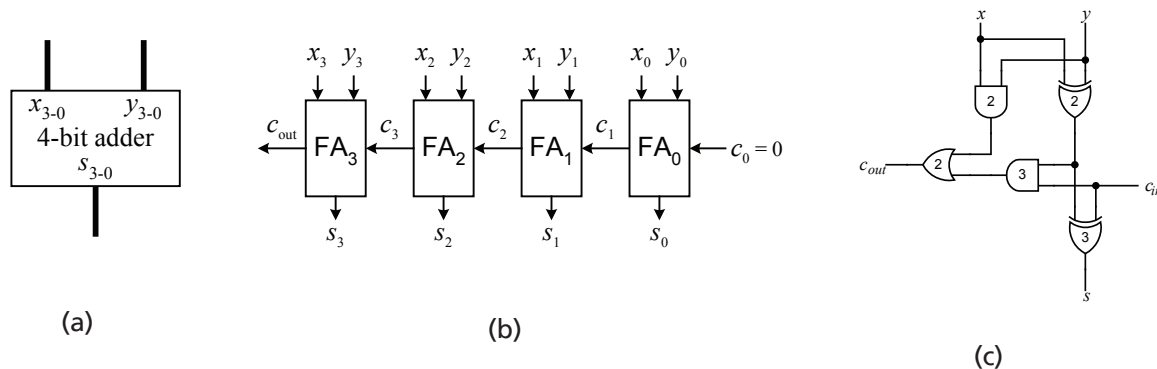 x3-0 y3-0
4-bit adder
s3-0
(a)
x3 y3 x2 y2 x1 y1 x0 y0
cout FA3 c3 FA2 c2 FA1 c1 FA0 c0 = 0
s3 s2 s1 s0
(b)
x y
2 2
cout 2 3 cin
3
s
(c)